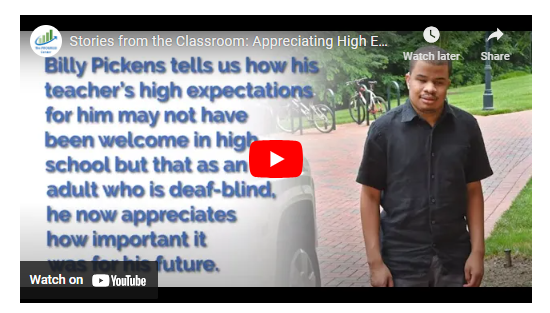 Stories from the Classroom: Appreciating High E...
Watch later
Share
Billy Pickens tells us how his
teacher's high expectations
for him may not have
been welcome in high
school but that as an
adult who is deaf-blind,
he now appreciates
how important it
was for his future.
Watch on YouTube